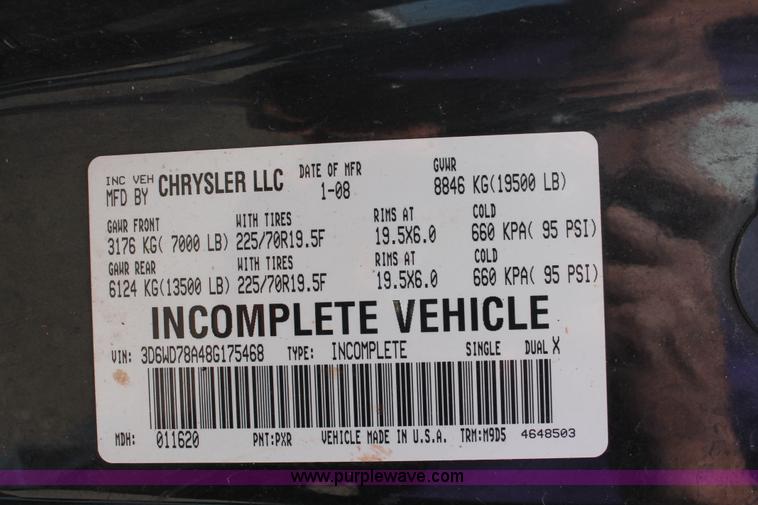 INC VEH
MFD BY CHRYSLER LLC DATE OF MFR 1-08 GVWR 8846 KG(19500 LB)
GAWR FRONT WITH TIRES RIMS AT COLD
3176 KG( 7000 LB) 225/70R19.5F 19.5X6.0 660 KPA( 95 PSI)
GAWR REAR WITH TIRES RIMS AT COLD
6124 KG(13500 LB) 225/70R19.5F 19.5X6.0 660 KPA( 95 PSI)
INCOMPLETE VEHICLE
VIN: 3D6WD78A48G175468 TYPE: INCOMPLETE SINGLE DUAL X
MDH: 011620 PNT:PXR VEHICLE MADE IN U.S.A. TRM:M9D5 4648503
www.purplewave.com